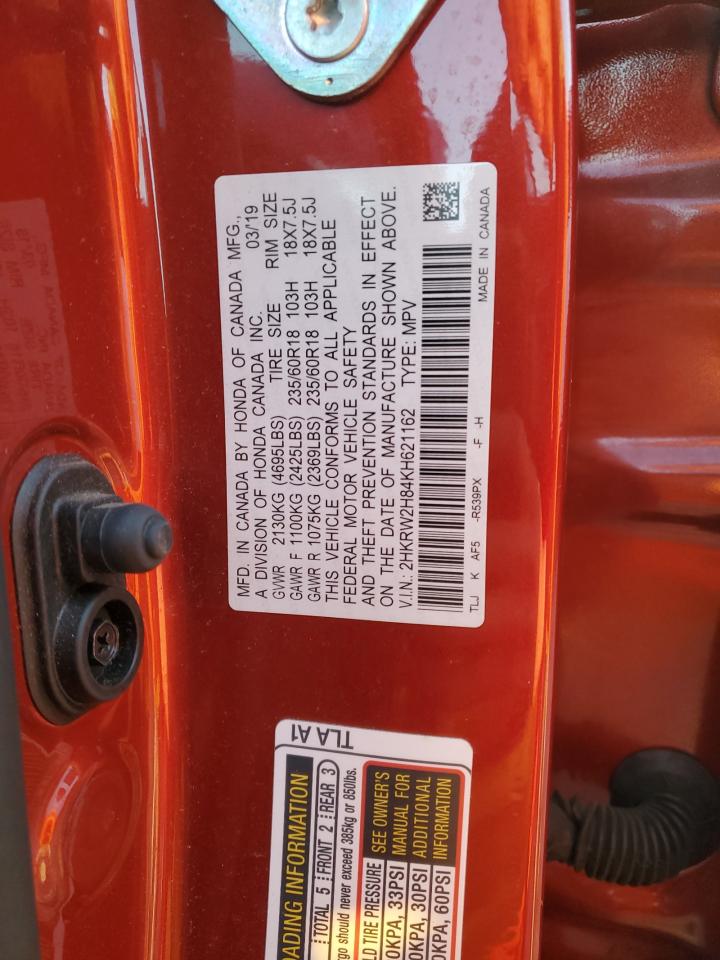 MFD. IN CANADA BY HONDA OF CANADA MFG.,
A DIVISION OF HONDA CANADA INC. 03/19
GVWR 2130KG (4695LBS) TIRE SIZE RIM SIZE
GAWR F 1100KG (2425LBS) 235/60R18 103H 18X7.5J
GAWR R 1075KG (2369LBS) 235/60R18 103H 18X7.5J
THIS VEHICLE CONFORMS TO ALL APPLICABLE
FEDERAL MOTOR VEHICLE SAFETY
AND THEFT PREVENTION STANDARDS IN EFFECT
ON THE DATE OF MANUFACTURE SHOWN ABOVE.
V.I.N.: 2HKRW2H84KH621162 TYPE: MPV
TLJ K AF5 -R539PX -F -H MADE IN CANADA
TLA A1
INFORMATION
TOTAL 5 FRONT 2 REAR 3
should never exceed 385kg or 850lbs.
PRESSURE SEE OWNER'S
33PSI MANUAL FOR
30PSI ADDITIONAL
60PSI INFORMATION